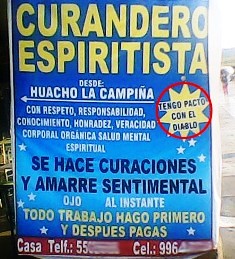 CURANDERO
ESPIRITISTA
DESDE:
HUACHO LA CAMPIÑA
TENGO PACTO
CON EL
DIABLO
CON RESPETO, RESPONSABILIDAD,
CONOCIMIENTO, HONRADEZ, VERACIDAD
CORPORAL ORGÁNICA SALUD MENTAL
ESPIRITUAL
SE HACE CURACIONES
Y AMARRE SENTIMENTAL
OJO AL INSTANTE
TODO TRABAJO HAGO PRIMERO
Y DESPUES PAGAS
Casa Telf.: 55 Cel.: 996